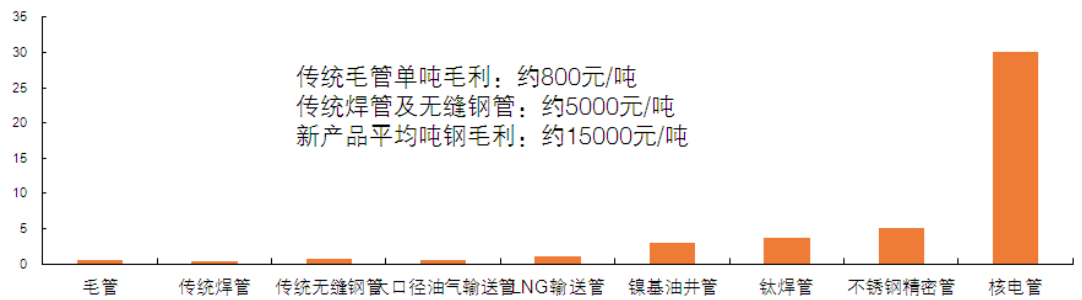 35
30
25
20
15
10
5
0
传统毛管单吨毛利：约800元/吨
传统焊管及无缝钢管：约5000元/吨
新产品平均吨钢毛利：约15000元/吨
毛管 传统焊管 传统无缝钢管 大口径油气输送管 LNG输送管 镍基油井管 钛焊管 不锈钢精密管 核电管